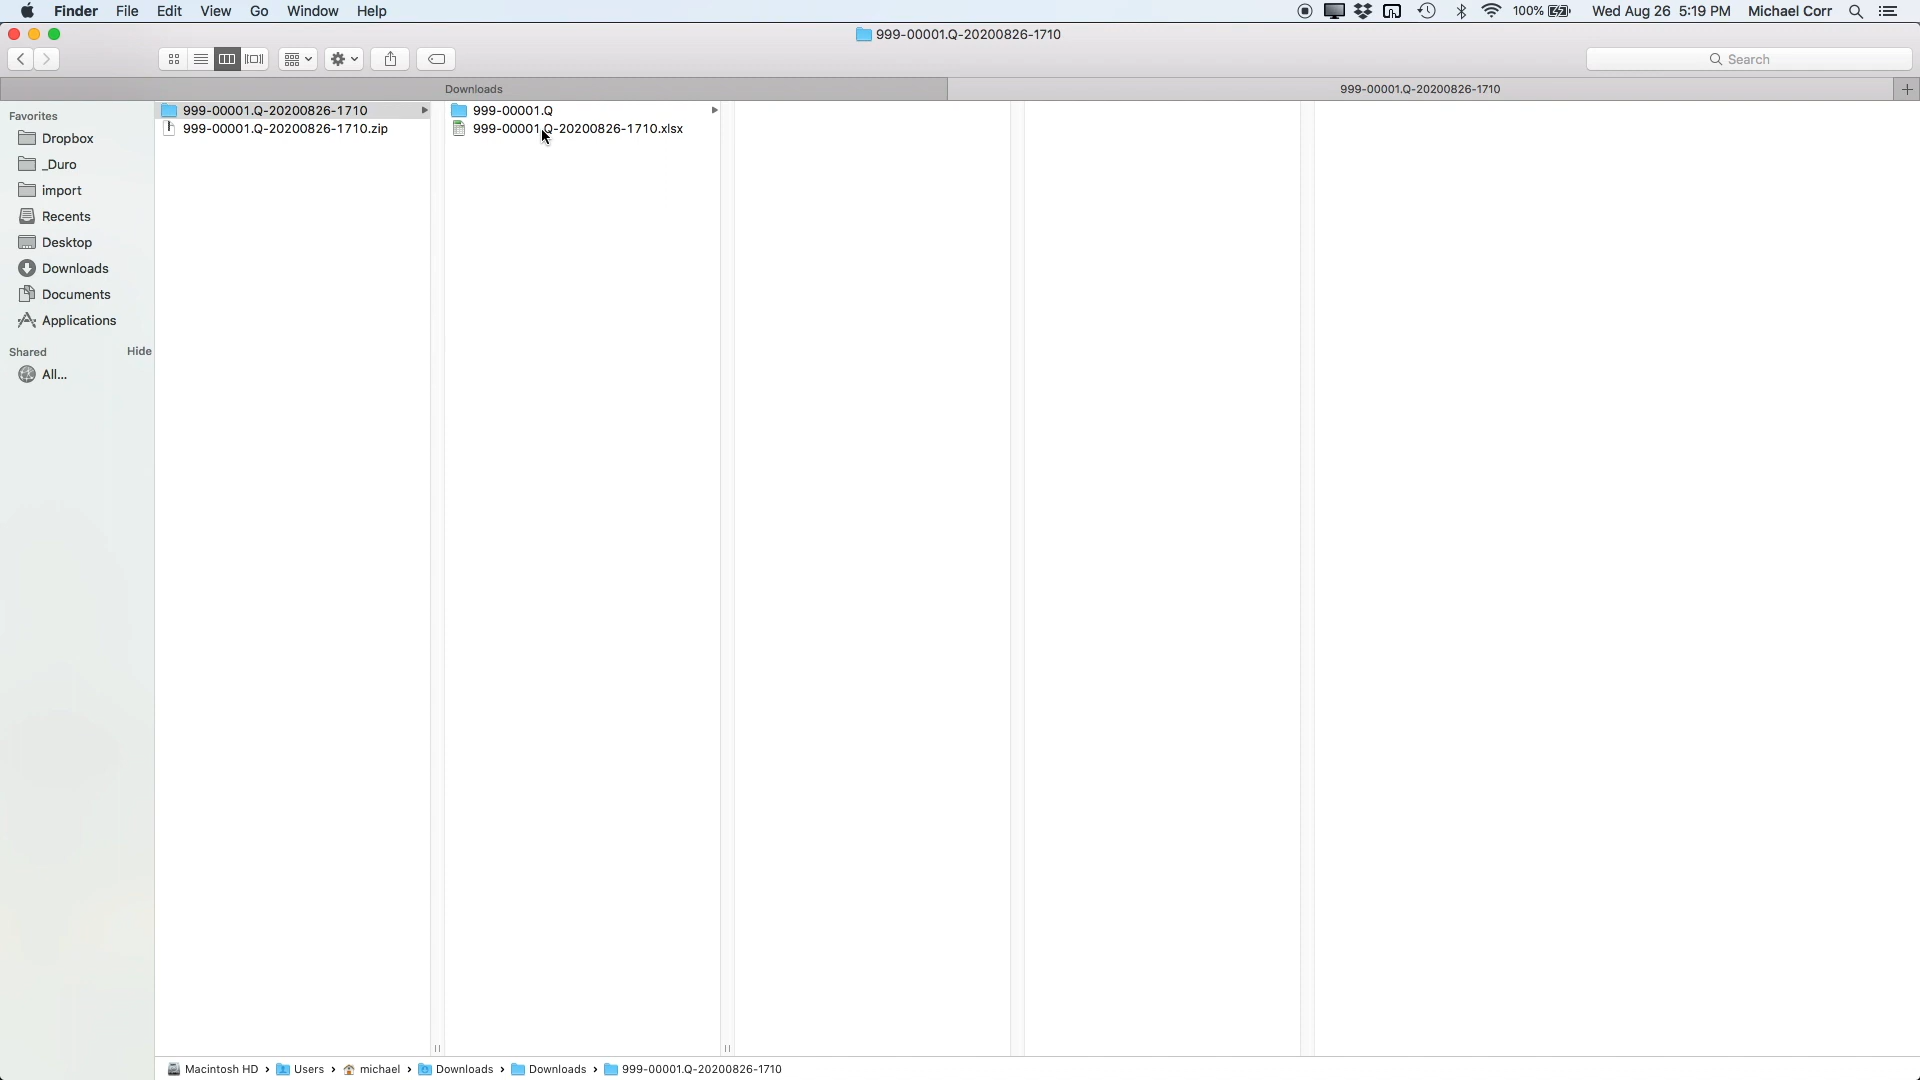 Finder File Edit View Go Window Help 100% Wed Aug 26 5:19 PM Michael Corr
999-00001.Q-20200826-1710
Search
Downloads 999-00001.Q-20200826-1710
Favorites
Dropbox
_Duro
import
Recents
Desktop
Downloads
Documents
Applications
Shared Hide
All...
999-00001.Q-20200826-1710
999-00001.Q-20200826-1710.zip
999-00001.Q
999-00001.Q-20200826-1710.xlsx
Macintosh HD › Users › michael › Downloads › Downloads › 999-00001.Q-20200826-1710